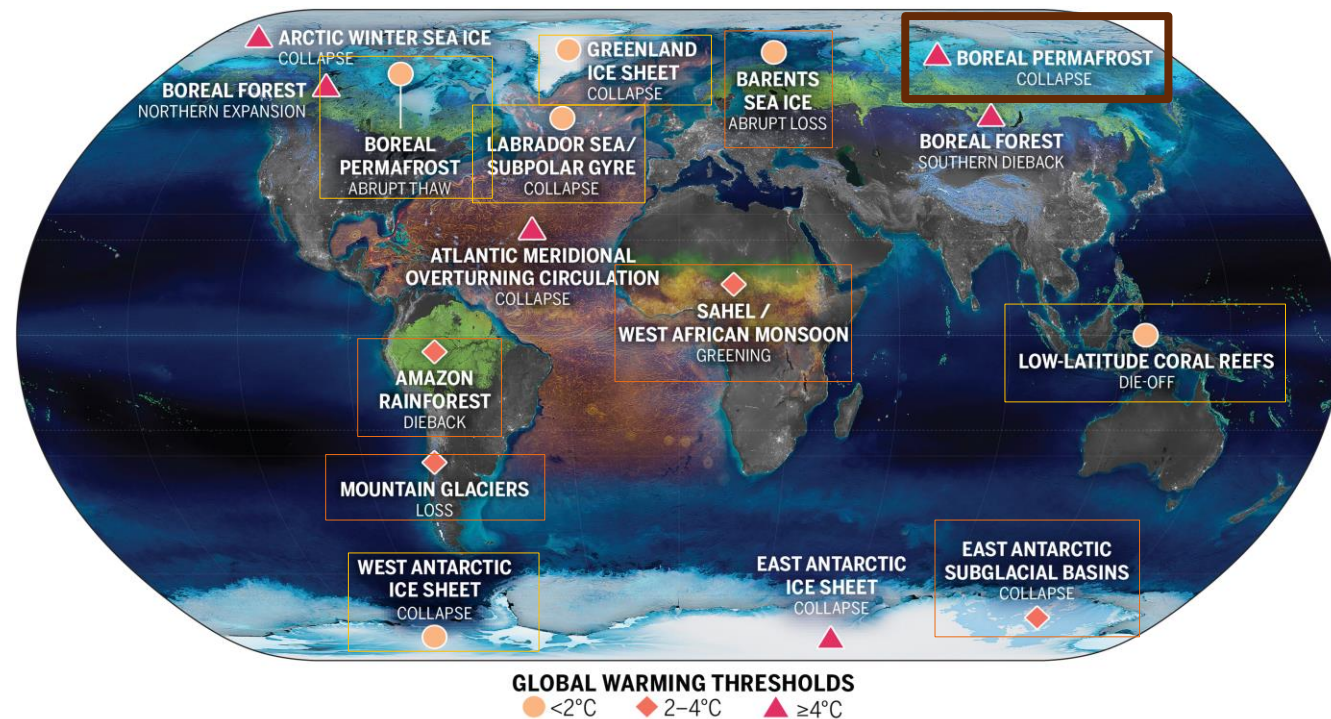 ARCTIC WINTER SEA ICE
COLLAPSE
BOREAL FOREST
NORTHERN EXPANSION
BOREAL
PERMAFROST
ABRUPT THAW
GREENLAND
ICE SHEET
COLLAPSE
LABRADOR SEA/
SUBPOLAR GYRE
COLLAPSE
BARENTS
SEA ICE
ABRUPT LOSS
BOREAL PERMAFROST
COLLAPSE
BOREAL FOREST
SOUTHERN DIEBACK
ATLANTIC MERIDIONAL
OVERTURNING CIRCULATION
COLLAPSE
SAHEL /
WEST AFRICAN MONSOON
GREENING
LOW-LATITUDE CORAL REEFS
DIE-OFF
AMAZON
RAINFOREST
DIEBACK
MOUNTAIN GLACIERS
LOSS
WEST ANTARCTIC
ICE SHEET
COLLAPSE
EAST ANTARCTIC
ICE SHEET
COLLAPSE
EAST ANTARCTIC
SUBGLACIAL BASINS
COLLAPSE
GLOBAL WARMING THRESHOLDS
<2°C 2–4°C ≥4°C